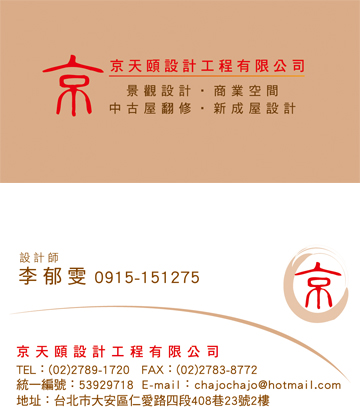 京
京天頤設計工程有限公司
景觀設計・商業空間
中古屋翻修・新成屋設計
設計師
李郁雯 0915-151275
京
京天頤設計工程有限公司
TEL：(02)2789-1720 FAX：(02)2783-8772
統一編號：53929718 E-mail：chajochajo@hotmail.com
地址：台北市大安區仁愛路四段408巷23號2樓